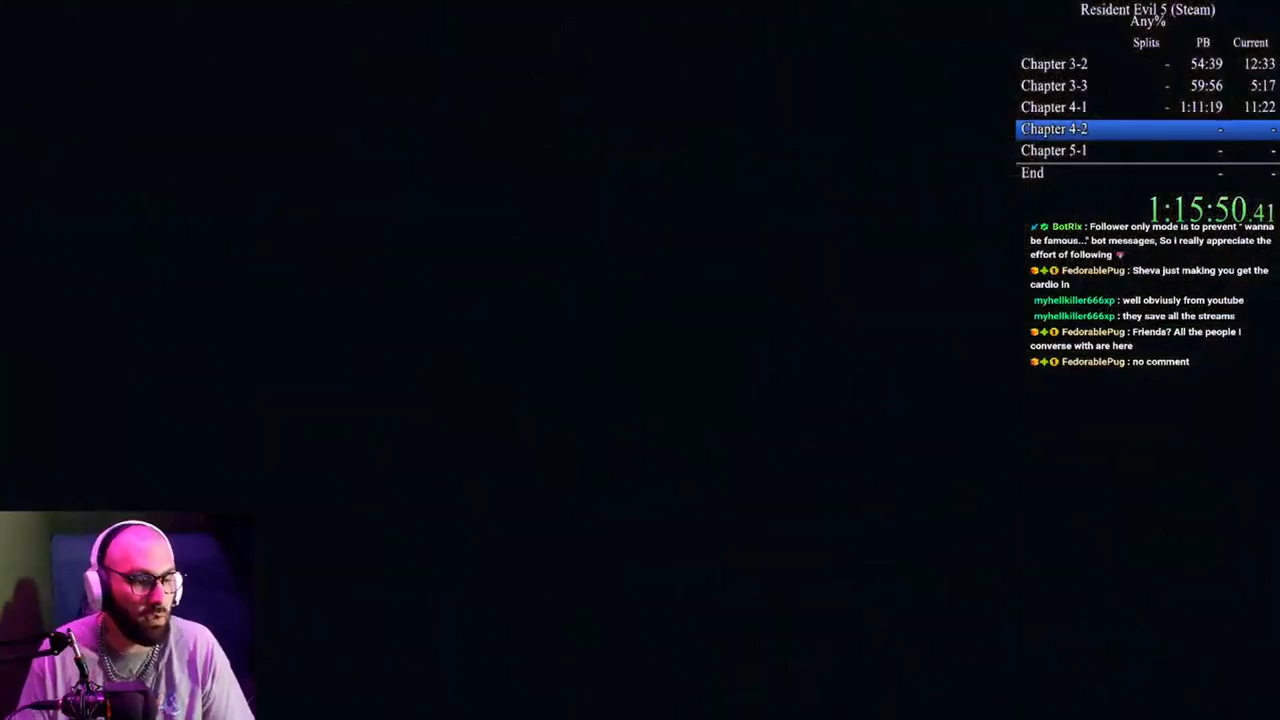 Resident Evil 5 (Steam)
Any%
Splits PB Current
Chapter 3-2 - 54:39 12:33
Chapter 3-3 - 59:56 5:17
Chapter 4-1 - 1:11:19 11:22
Chapter 4-2 - -
Chapter 5-1 - -
End - -
1:15:50.41
BotRix : Follower only mode is to prevent " wanna
be famous..." bot messages, So i really appreciate the
effort of following
FedorablePug : Sheva just making you get the
cardio in
myhellkiller666xp : well obviusly from youtube
myhellkiller666xp : they save all the streams
FedorablePug : Friends? All the people I
converse with are here
FedorablePug : no comment